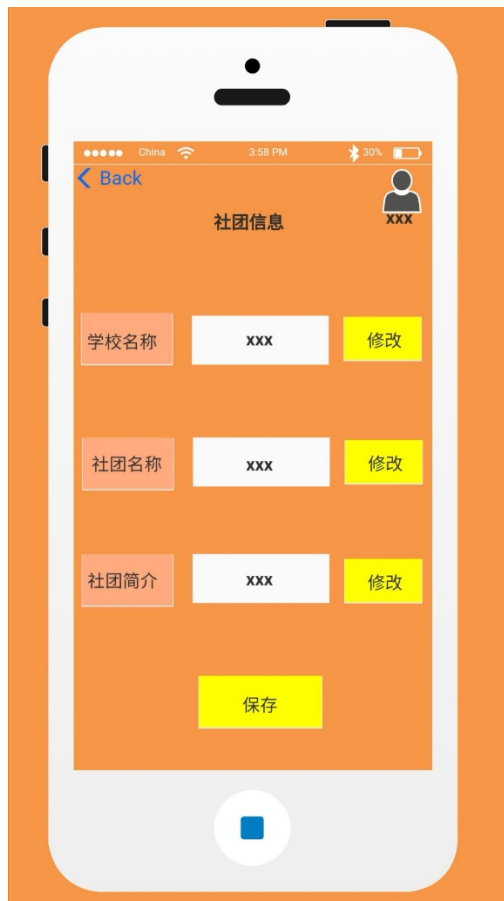 China 3:58 PM 30%
Back
xxx
社团信息
学校名称 xxx 修改
社团名称 xxx 修改
社团简介 xxx 修改
保存